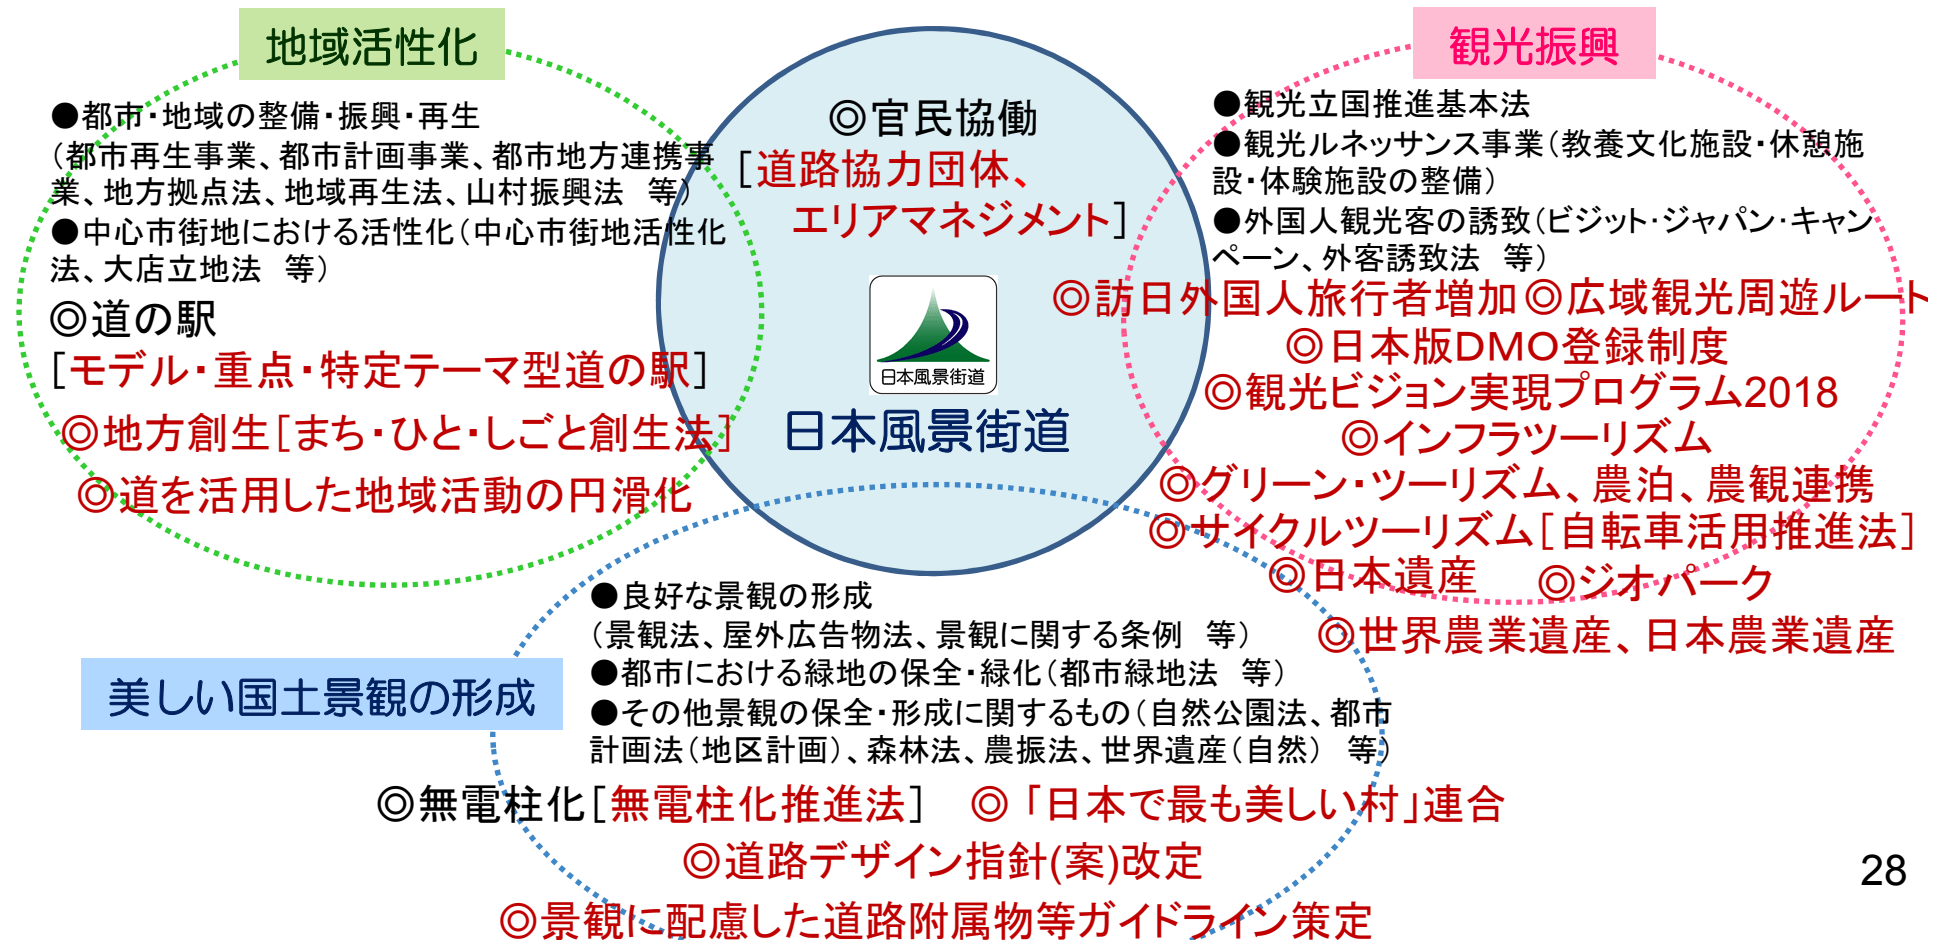 地域活性化
●都市・地域の整備・振興・再生
（都市再生事業、都市計画事業、都市地方連携事
業、地方拠点法、地域再生法、山村振興法　等）
●中心市街地における活性化（中心市街地活性化
法、大店立地法　等）
◎道の駅
［モデル・重点・特定テーマ型道の駅］
◎地方創生［まち・ひと・しごと創生法］
◎道を活用した地域活動の円滑化
◎官民協働
［道路協力団体、
エリアマネジメント］
日本風景街道
日本風景街道
観光振興
●観光立国推進基本法
●観光ルネッサンス事業（教養文化施設・休憩施
設・体験施設の整備）
●外国人観光客の誘致（ビジット・ジャパン・キャン
ペーン、外客誘致法　等）
◎訪日外国人旅行者増加◎広域観光周遊ルート
◎日本版DMO登録制度
◎観光ビジョン実現プログラム2018
◎インフラツーリズム
◎グリーン・ツーリズム、農泊、農観連携
◎サイクルツーリズム［自転車活用推進法］
◎日本遺産　◎ジオパーク
◎世界農業遺産、日本農業遺産
美しい国土景観の形成
●良好な景観の形成
（景観法、屋外広告物法、景観に関する条例　等）
●都市における緑地の保全・緑化（都市緑地法　等）
●その他景観の保全・形成に関するもの（自然公園法、都市
計画法（地区計画）、森林法、農振法、世界遺産（自然）　等）
◎無電柱化［無電柱化推進法］　◎「日本で最も美しい村」連合
◎道路デザイン指針(案)改定
◎景観に配慮した道路附属物等ガイドライン策定
28